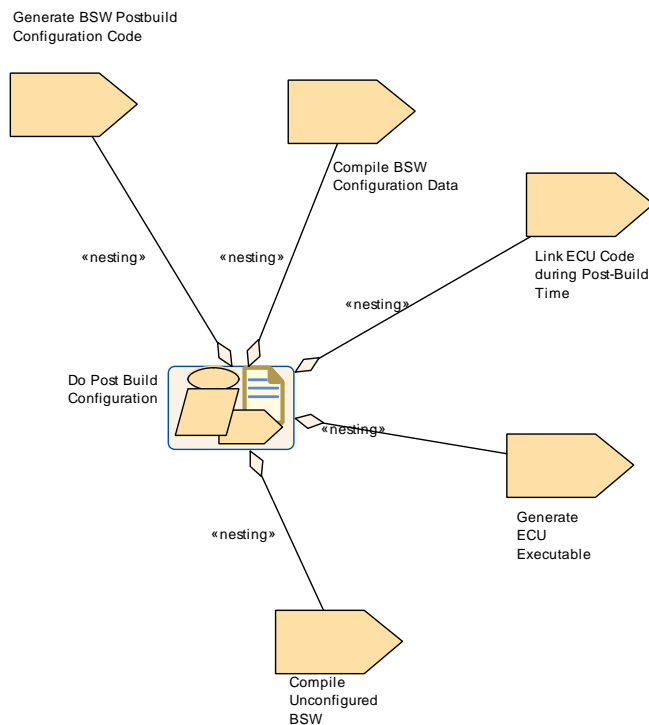 Generate BSW Postbuild
Configuration Code
Compile BSW
Configuration Data
Link ECU Code
during Post-Build
Time
«nesting»
«nesting»
«nesting»
Do Post Build
Configuration
«nesting»
Generate
ECU
Executable
«nesting»
Compile
Unconfigured
BSW